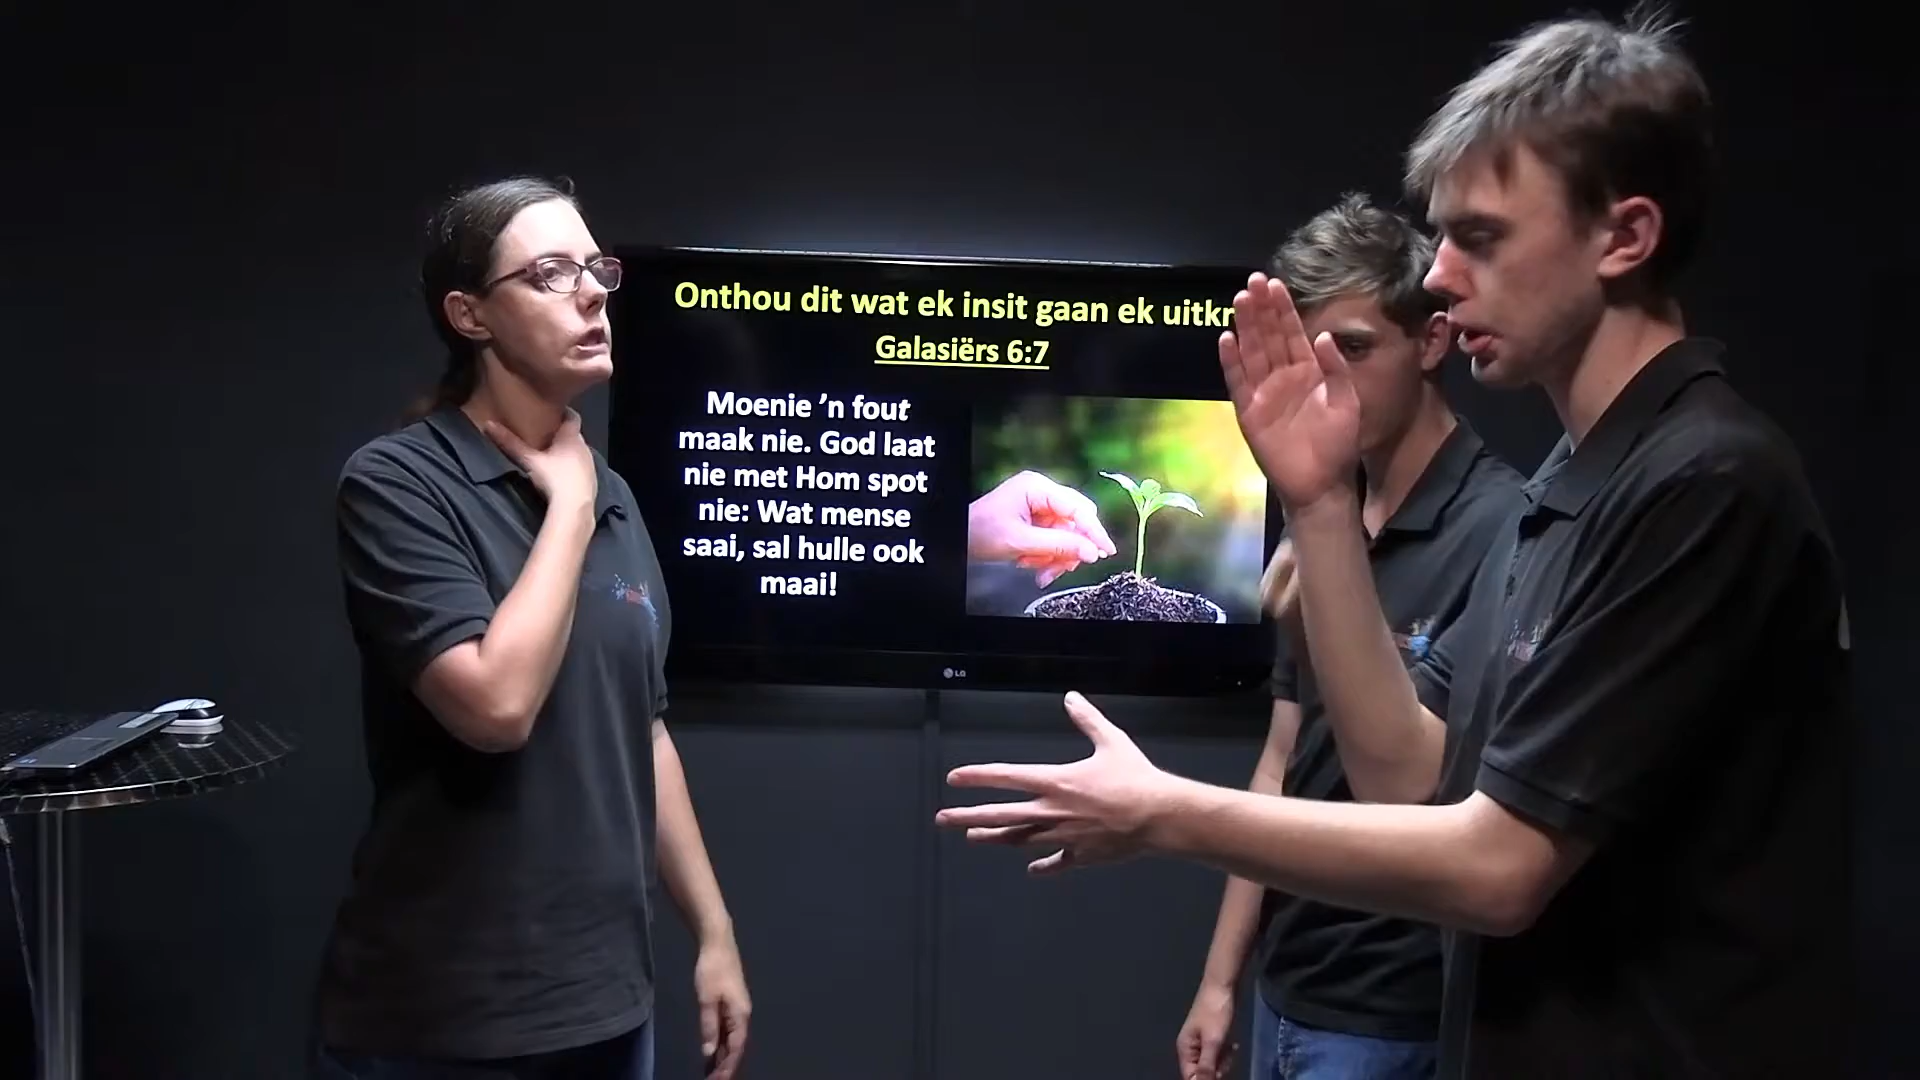 Onthou dit wat ek insit gaan ek
Galasiërs 6:7
Moenie ’n fout
maak nie. God laat
nie met Hom spot
nie: Wat mense
saai, sal hulle ook
maai!
LG